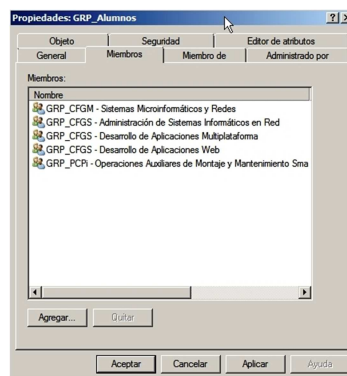 Propiedades: GRP_Alumnos
Objeto Seguridad Editor de atributos
General Miembros Miembro de Administrado por
Miembros:
Nombre
GRP_CFGM - Sistemas Microinformáticos y Redes
GRP_CFGS - Administración de Sistemas Informáticos en Red
GRP_CFGS - Desarollo de Aplicaciones Multiplataforma
GRP_CFGS - Desarrollo de Aplicaciones Web
GRP_PCPi - Operaciones Auxiliares de Montaje y Mantenimiento Sma
Agregar... Quitar
Aceptar Cancelar Aplicar Ayuda